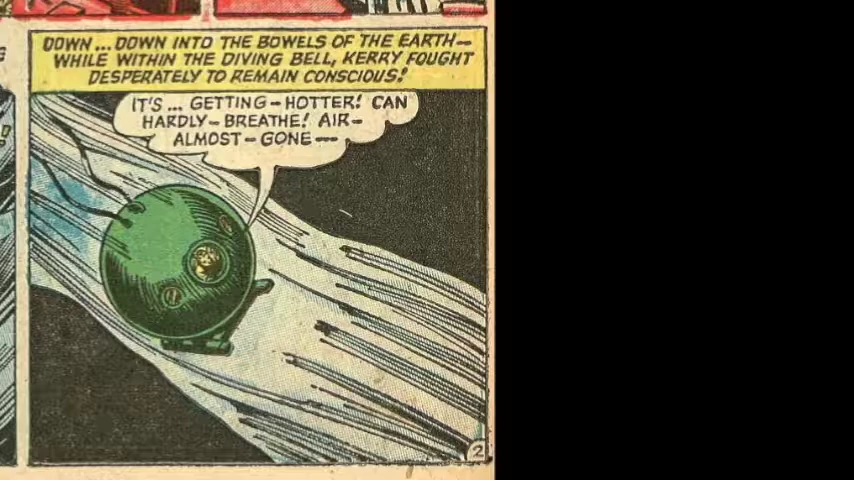 DOWN... DOWN INTO THE BOWELS OF THE EARTH—
WHILE WITHIN THE DIVING BELL, KERRY FOUGHT
DESPERATELY TO REMAIN CONSCIOUS!
IT'S... GETTING—HOTTER! CAN
HARDLY—BREATHE! AIR—
ALMOST—GONE——
2